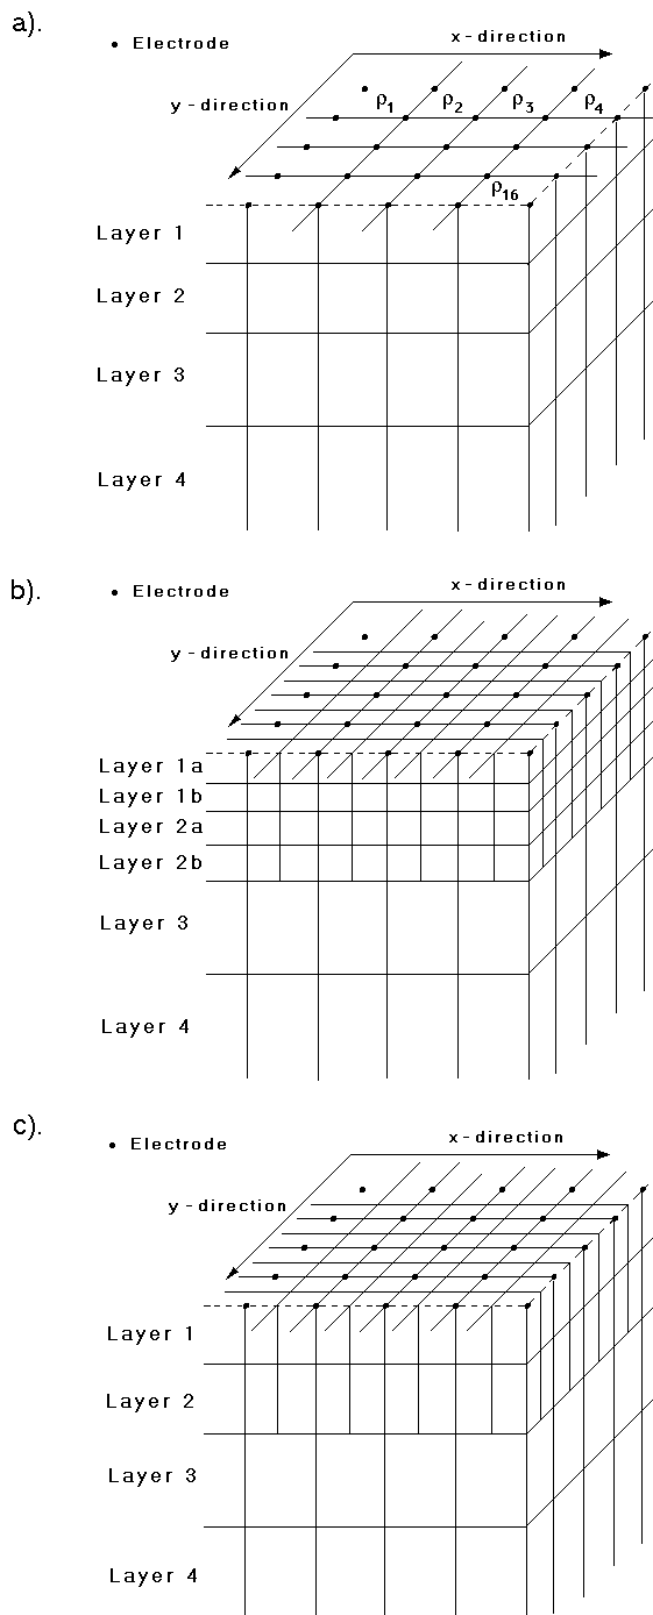 a).
• Electrode
x-direction
y-direction
ρ1 ρ2 ρ3 ρ4
ρ16
Layer 1
Layer 2
Layer 3
Layer 4
b).
• Electrode
x-direction
y-direction
Layer 1a
Layer 1b
Layer 2a
Layer 2b
Layer 3
Layer 4
c).
• Electrode
x-direction
y-direction
Layer 1
Layer 2
Layer 3
Layer 4